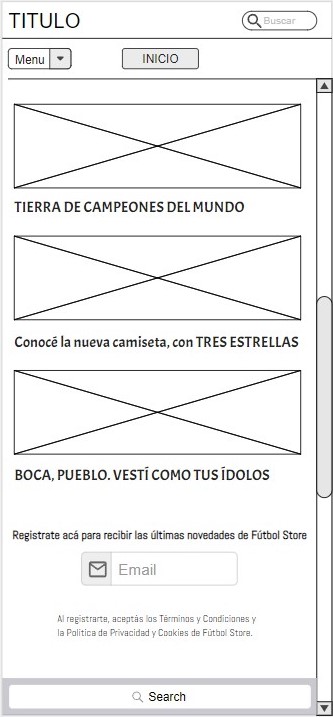 TITULO
Buscar
Menu
INICIO
TIERRA DE CAMPEONES DEL MUNDO
Conocé la nueva camiseta, con TRES ESTRELLAS
BOCA, PUEBLO. VESTÍ COMO TUS ÍDOLOS
Registrate acá para recibir las últimas novedades de Fútbol Store
Email
Al registrarte, aceptás los Términos y Condiciones y
la Política de Privacidad y Cookies de Fútbol Store.
Search